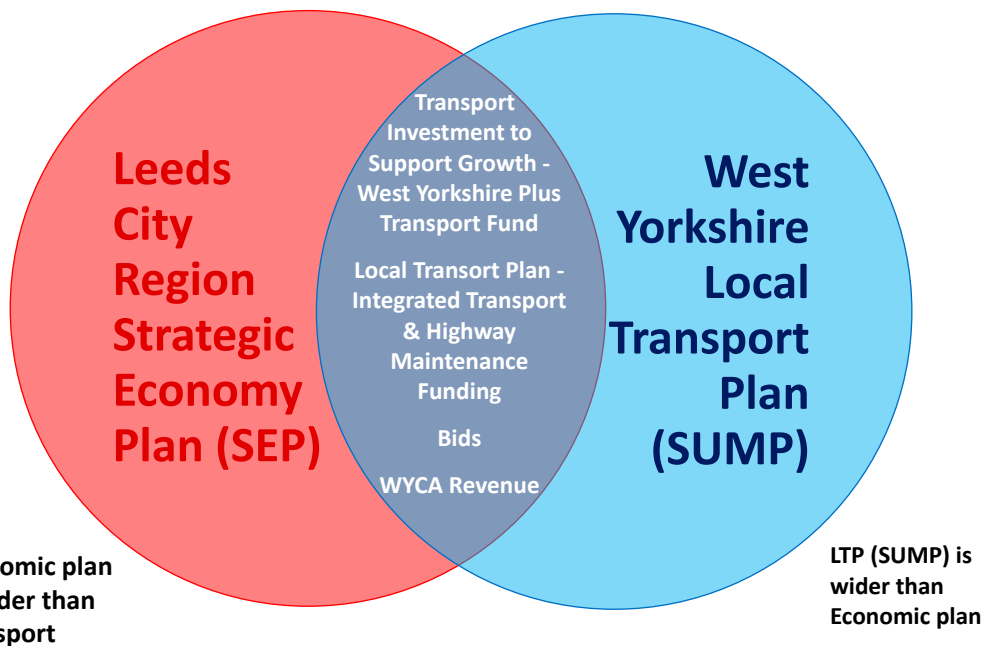 Leeds
City
Region
Strategic
Economy
Plan (SEP)
Transport
Investment to
Support Growth -
West Yorkshire Plus
Transport Fund
Local Transort Plan -
Integrated Transport
& Highway
Maintenance
Funding
Bids
WYCA Revenue
West
Yorkshire
Local
Transport
Plan
(SUMP)
plan
than
LTP (SUMP) is
wider than
Economic plan